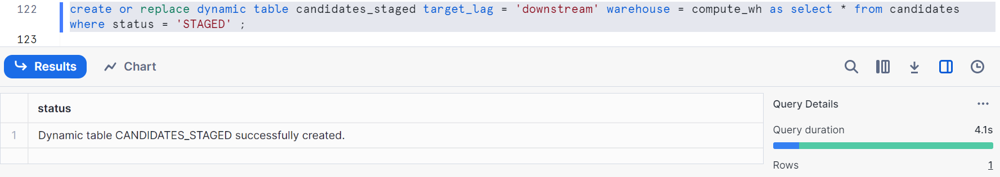 122 create or replace dynamic table candidates_staged target_lag = 'downstream' warehouse = compute_wh as select * from candidates
where status = 'STAGED' ;
123
Results Chart
status
1 Dynamic table CANDIDATES_STAGED successfully created.
Query Details
Query duration 4.1s
Rows 1